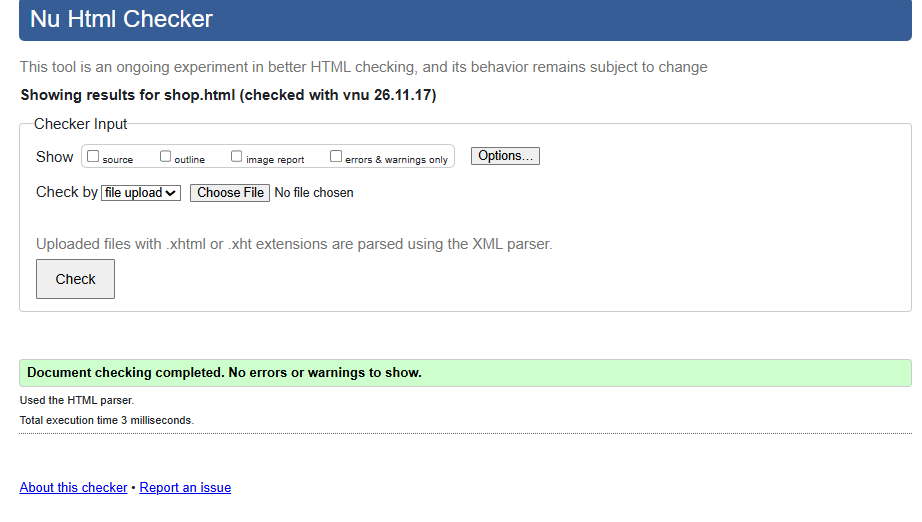 Nu Html Checker
This tool is an ongoing experiment in better HTML checking, and its behavior remains subject to change
Showing results for shop.html (checked with vnu 26.11.17)
Checker Input
Show source outline image report errors & warnings only Options...
Check by file upload Choose File No file chosen
Uploaded files with .xhtml or .xht extensions are parsed using the XML parser.
Check
Document checking completed. No errors or warnings to show.
Used the HTML parser.
Total execution time 3 milliseconds.
About this checker • Report an issue